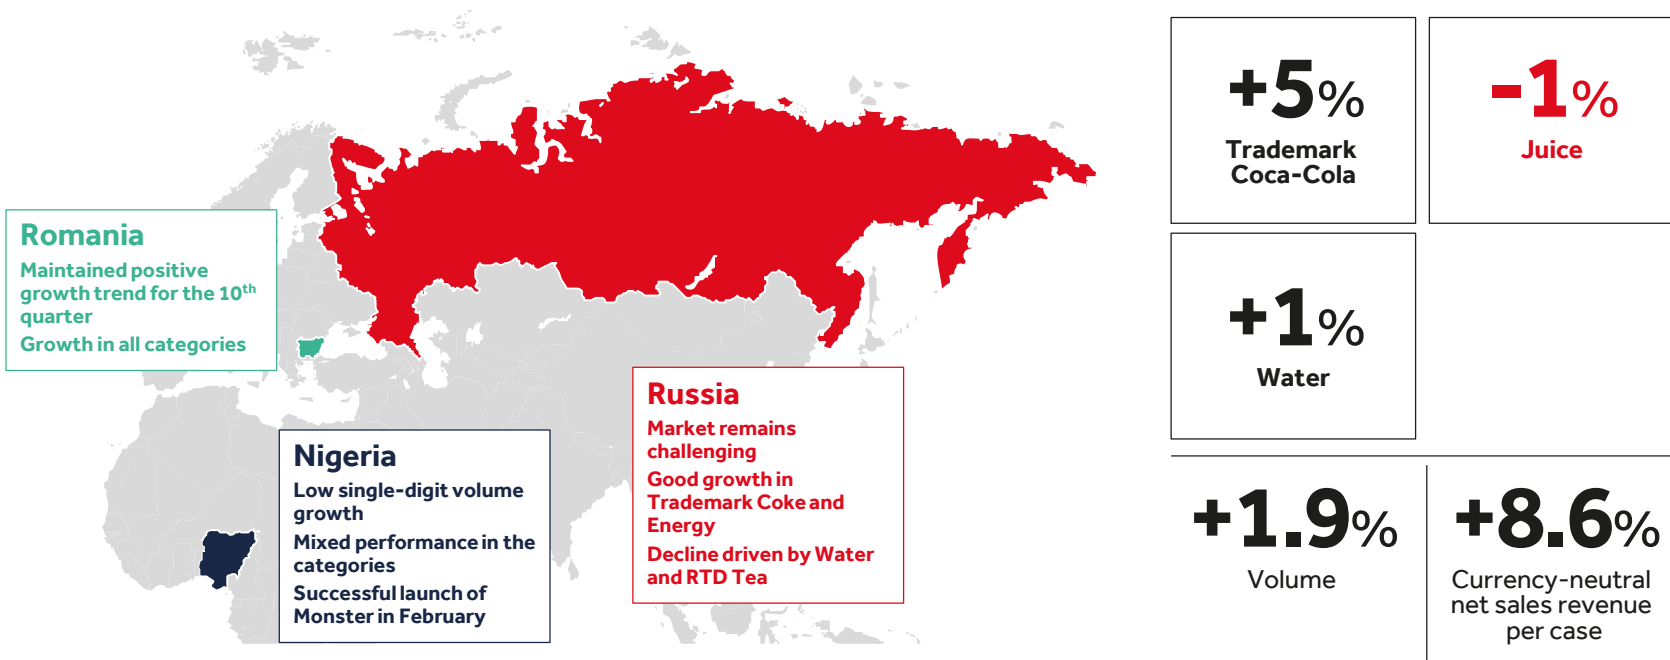 Romania
Maintained positive
growth trend for the 10th
quarter
Growth in all categories
Nigeria
Low single-digit volume
growth
Mixed performance in the
categories
Successful launch of
Monster in February
Russia
Market remains
challenging
Good growth in
Trademark Coke and
Energy
Decline driven by Water
and RTD Tea
+5%
Trademark
Coca-Cola
-1%
Juice
+1%
Water
+1.9%
Volume
+8.6%
Currency-neutral
net sales revenue
per case